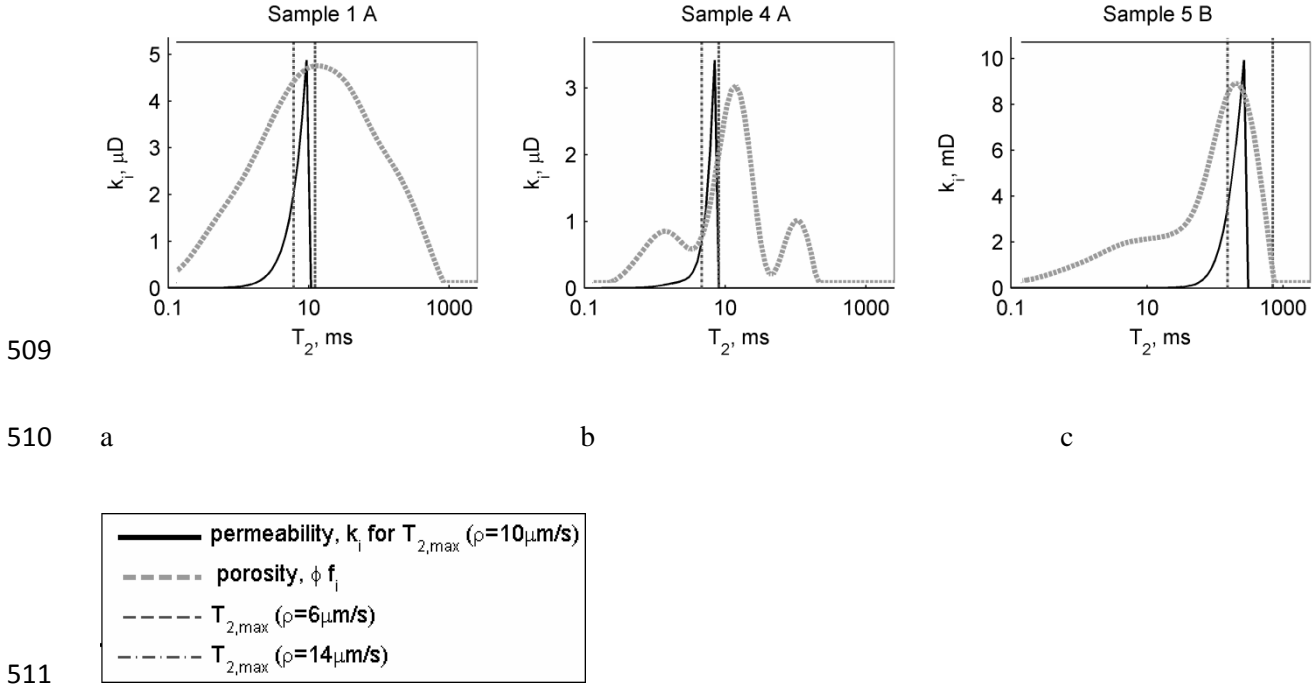 Sample 1 A
Sample 4 A
Sample 5 B
5
4
3
2
1
0
k_i, μD
0.1 10 1000
T_2, ms
3
2
1
0
k_i, μD
0.1 10 1000
T_2, ms
10
8
6
4
2
0
k_i, mD
0.1 10 1000
T_2, ms
509
510 a b c
permeability, k_i for T_2,max (ρ=10μm/s)
porosity, ϕ f_i
T_2,max (ρ=6μm/s)
T_2,max (ρ=14μm/s)
511